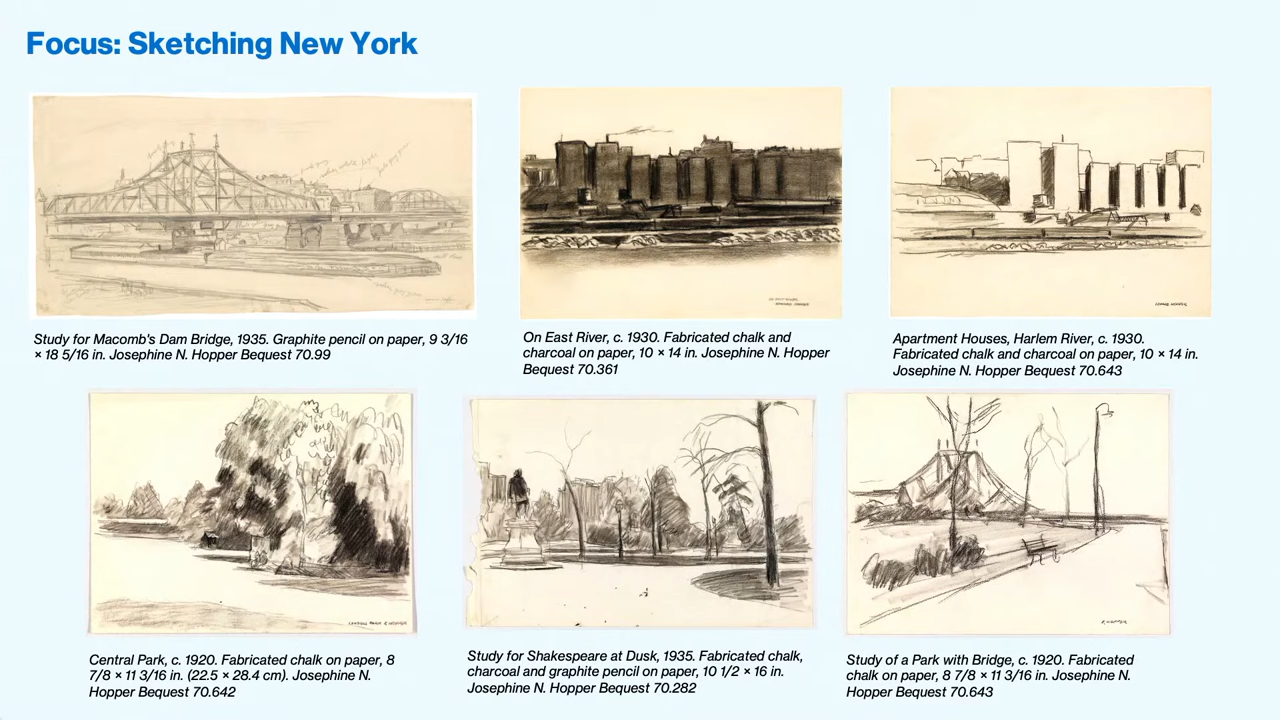 Focus: Sketching New York
Study for Macomb's Dam Bridge, 1935. Graphite pencil on paper, 9 3/16
× 18 5/16 in. Josephine N. Hopper Bequest 70.99
On East River, c. 1930. Fabricated chalk and
charcoal on paper, 10 × 14 in. Josephine N. Hopper
Bequest 70.361
Apartment Houses, Harlem River, c. 1930.
Fabricated chalk and charcoal on paper, 10 × 14 in.
Josephine N. Hopper Bequest 70.643
Central Park, c. 1920. Fabricated chalk on paper, 8
7/8 × 11 3/16 in. (22.5 × 28.4 cm). Josephine N.
Hopper Bequest 70.642
Study for Shakespeare at Dusk, 1935. Fabricated chalk,
charcoal and graphite pencil on paper, 10 1/2 × 16 in.
Josephine N. Hopper Bequest 70.282
Study of a Park with Bridge, c. 1920. Fabricated
chalk on paper, 8 7/8 × 11 3/16 in. Josephine N.
Hopper Bequest 70.643